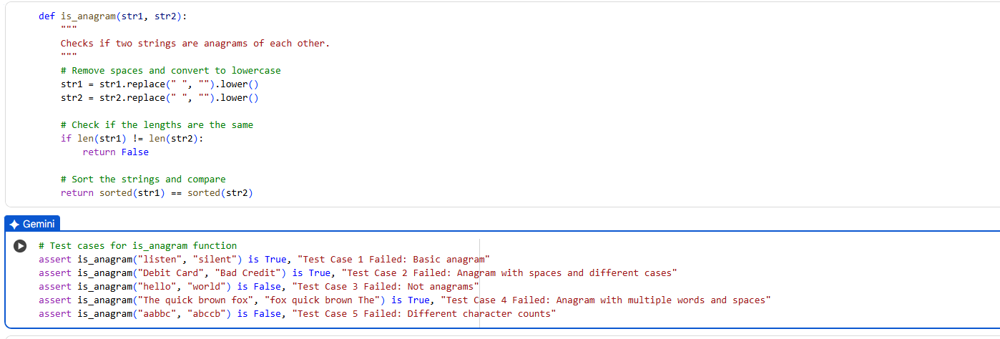 def is_anagram(str1, str2):
    """
    Checks if two strings are anagrams of each other.
    """
    # Remove spaces and convert to lowercase
    str1 = str1.replace(" ", "").lower()
    str2 = str2.replace(" ", "").lower()

    # Check if the lengths are the same
    if len(str1) != len(str2):
        return False

    # Sort the strings and compare
    return sorted(str1) == sorted(str2)
Gemini
# Test cases for is_anagram function
assert is_anagram("listen", "silent") is True, "Test Case 1 Failed: Basic anagram"
assert is_anagram("Debit Card", "Bad Credit") is True, "Test Case 2 Failed: Anagram with spaces and different cases"
assert is_anagram("hello", "world") is False, "Test Case 3 Failed: Not anagrams"
assert is_anagram("The quick brown fox", "fox quick brown The") is True, "Test Case 4 Failed: Anagram with multiple words and spaces"
assert is_anagram("aabbc", "abccb") is False, "Test Case 5 Failed: Different character counts"